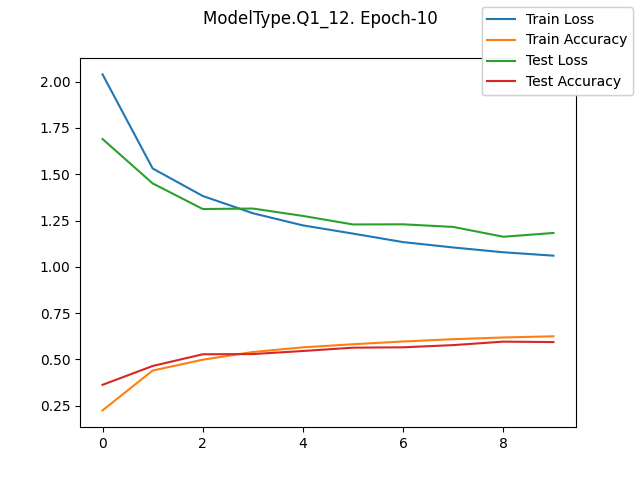 ModelType.Q1_12. Epoch-10
Train Loss
Train Accuracy
Test Loss
Test Accuracy
2.00
1.75
1.50
1.25
1.00
0.75
0.50
0.25
0 2 4 6 8